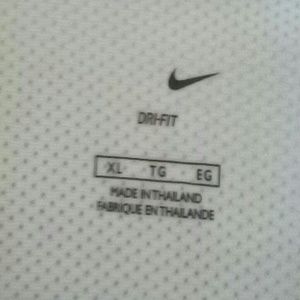 DRI-FIT
XL · TG · EG
MADE IN THAILAND
FABRIQUE EN THAILANDE